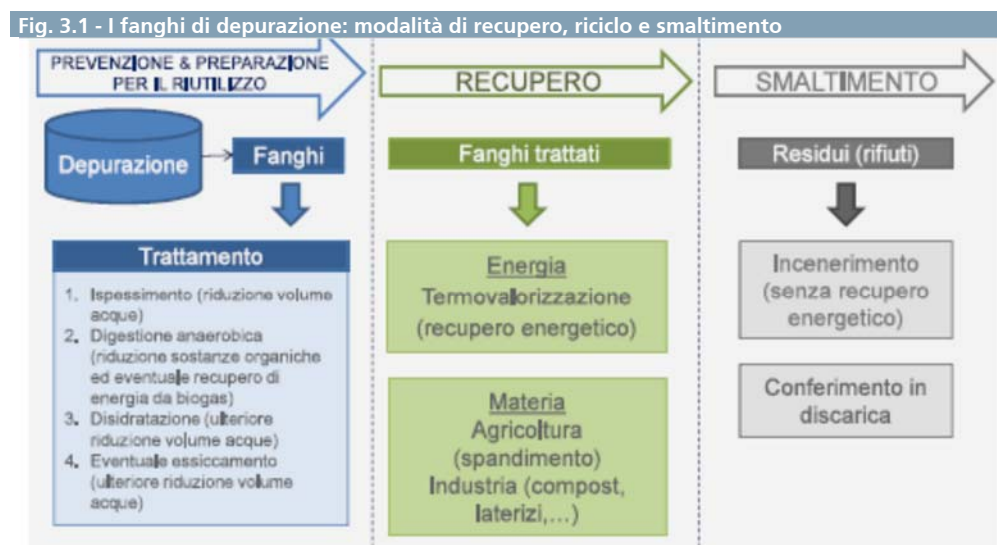 Fig. 3.1 - I fanghi di depurazione: modalità di recupero, riciclo e smaltimento
PREVENZIONE & PREPARAZIONE
PER IL RIUTILIZZO
Depurazione
Fanghi
Trattamento
1. Ispessimento (riduzione volume
acque)
2. Digestione anaerobica
(riduzione sostanze organiche
ed eventuale recupero di
energia da biogas)
3. Disidratazione (ulteriore
riduzione volume acque)
4. Eventuale essiccamento
(ulteriore riduzione volume
acque)
RECUPERO
Fanghi trattati
Energia
Termovalorizzazione
(recupero energetico)
Materia
Agricoltura
(spandimento)
Industria (compost,
laterizi,...)
SMALTIMENTO
Residui (rifiuti)
Incenerimento
(senza recupero
energetico)
Conferimento in
discarica